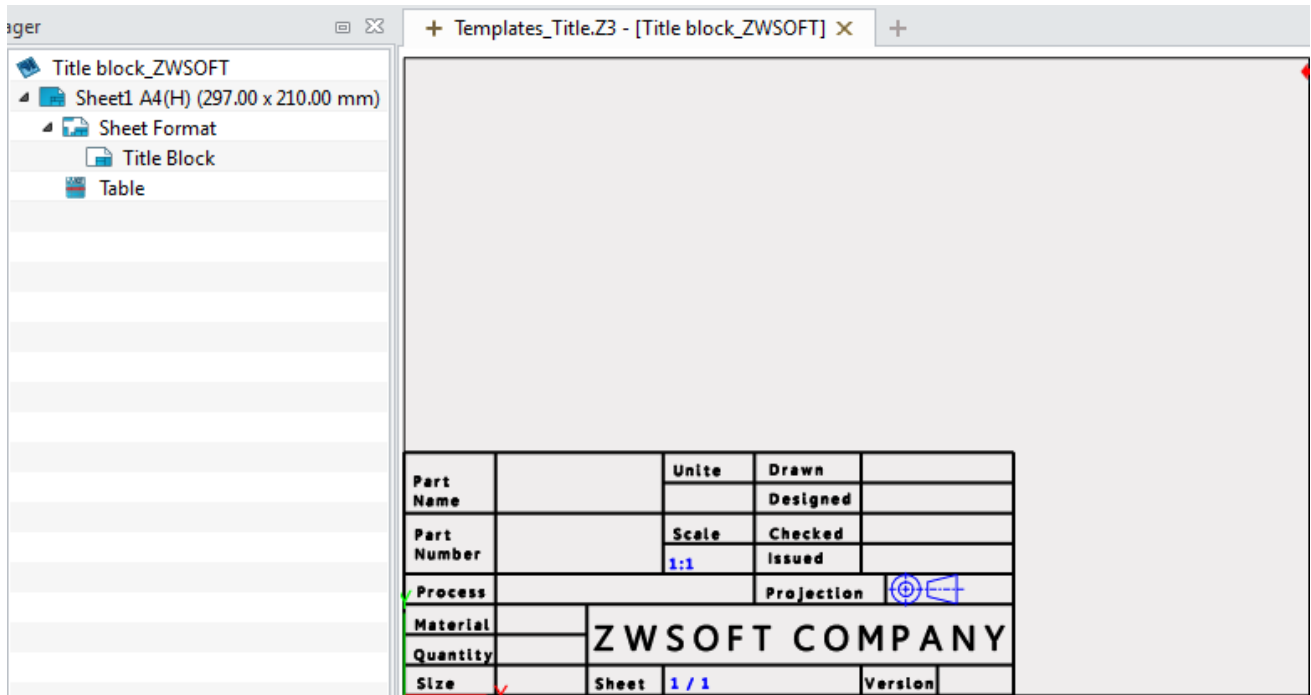 ager
Templates_Title.Z3 - [Title block_ZWSOFT]
Title block_ZWSOFT
Sheet1 A4(H) (297.00 x 210.00 mm)
Sheet Format
Title Block
Table
Part Name
Unite
Drawn
Designed
Part Number
Scale
Checked
1:1
Issued
Process
Projection
Material
ZWSOFT COMPANY
Quantity
Size
Sheet
1 / 1
Version